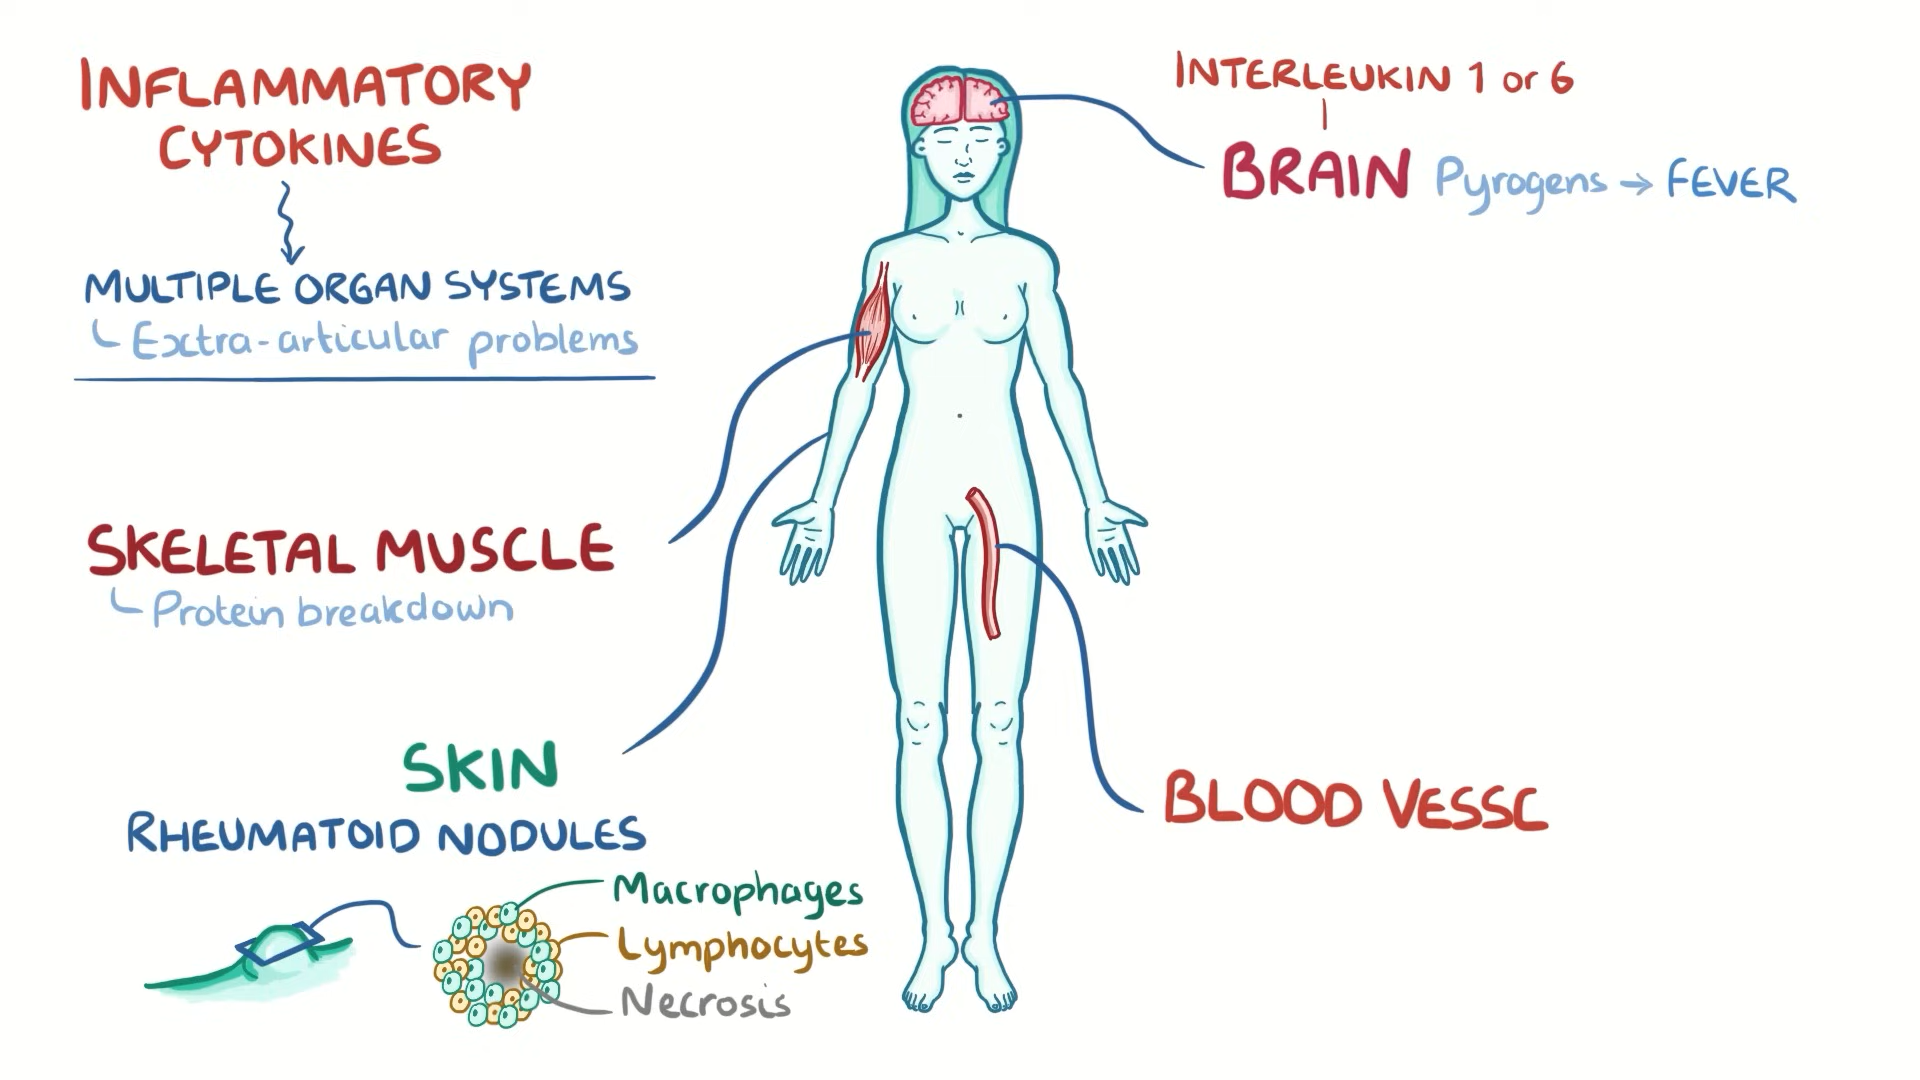 INFLAMMATORY
CYTOKINES
MULTIPLE ORGAN SYSTEMS
Extra-articular problems
SKELETAL MUSCLE
Protein breakdown
SKIN
RHEUMATOID NODULES
Macrophages
Lymphocytes
Necrosis
INTERLEUKIN 1 or 6
BRAIN Pyrogens → FEVER
BLOOD VESSC